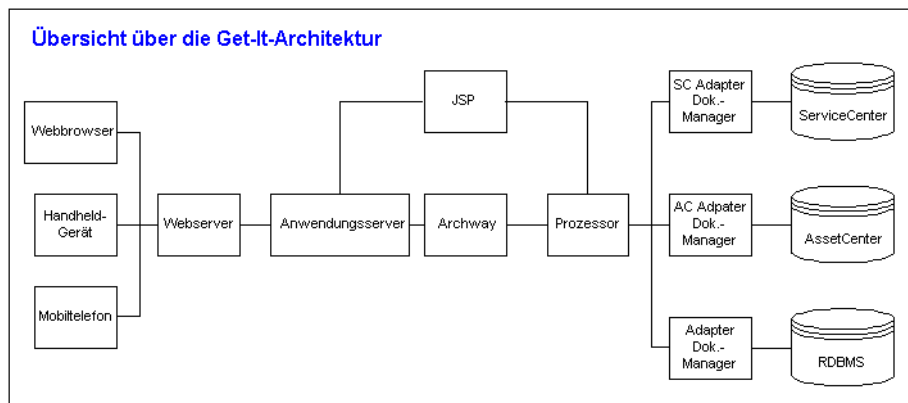 Übersicht über die Get-It-Architektur
Webbrowser
Handheld-
Gerät
Mobiltelefon
Webserver
Anwendungsserver
JSP
Archway
Prozessor
SC Adapter
Dok.-
Manager
ServiceCenter
AC Adpater
Dok.-
Manager
AssetCenter
Adapter
Dok.-
Manager
RDBMS